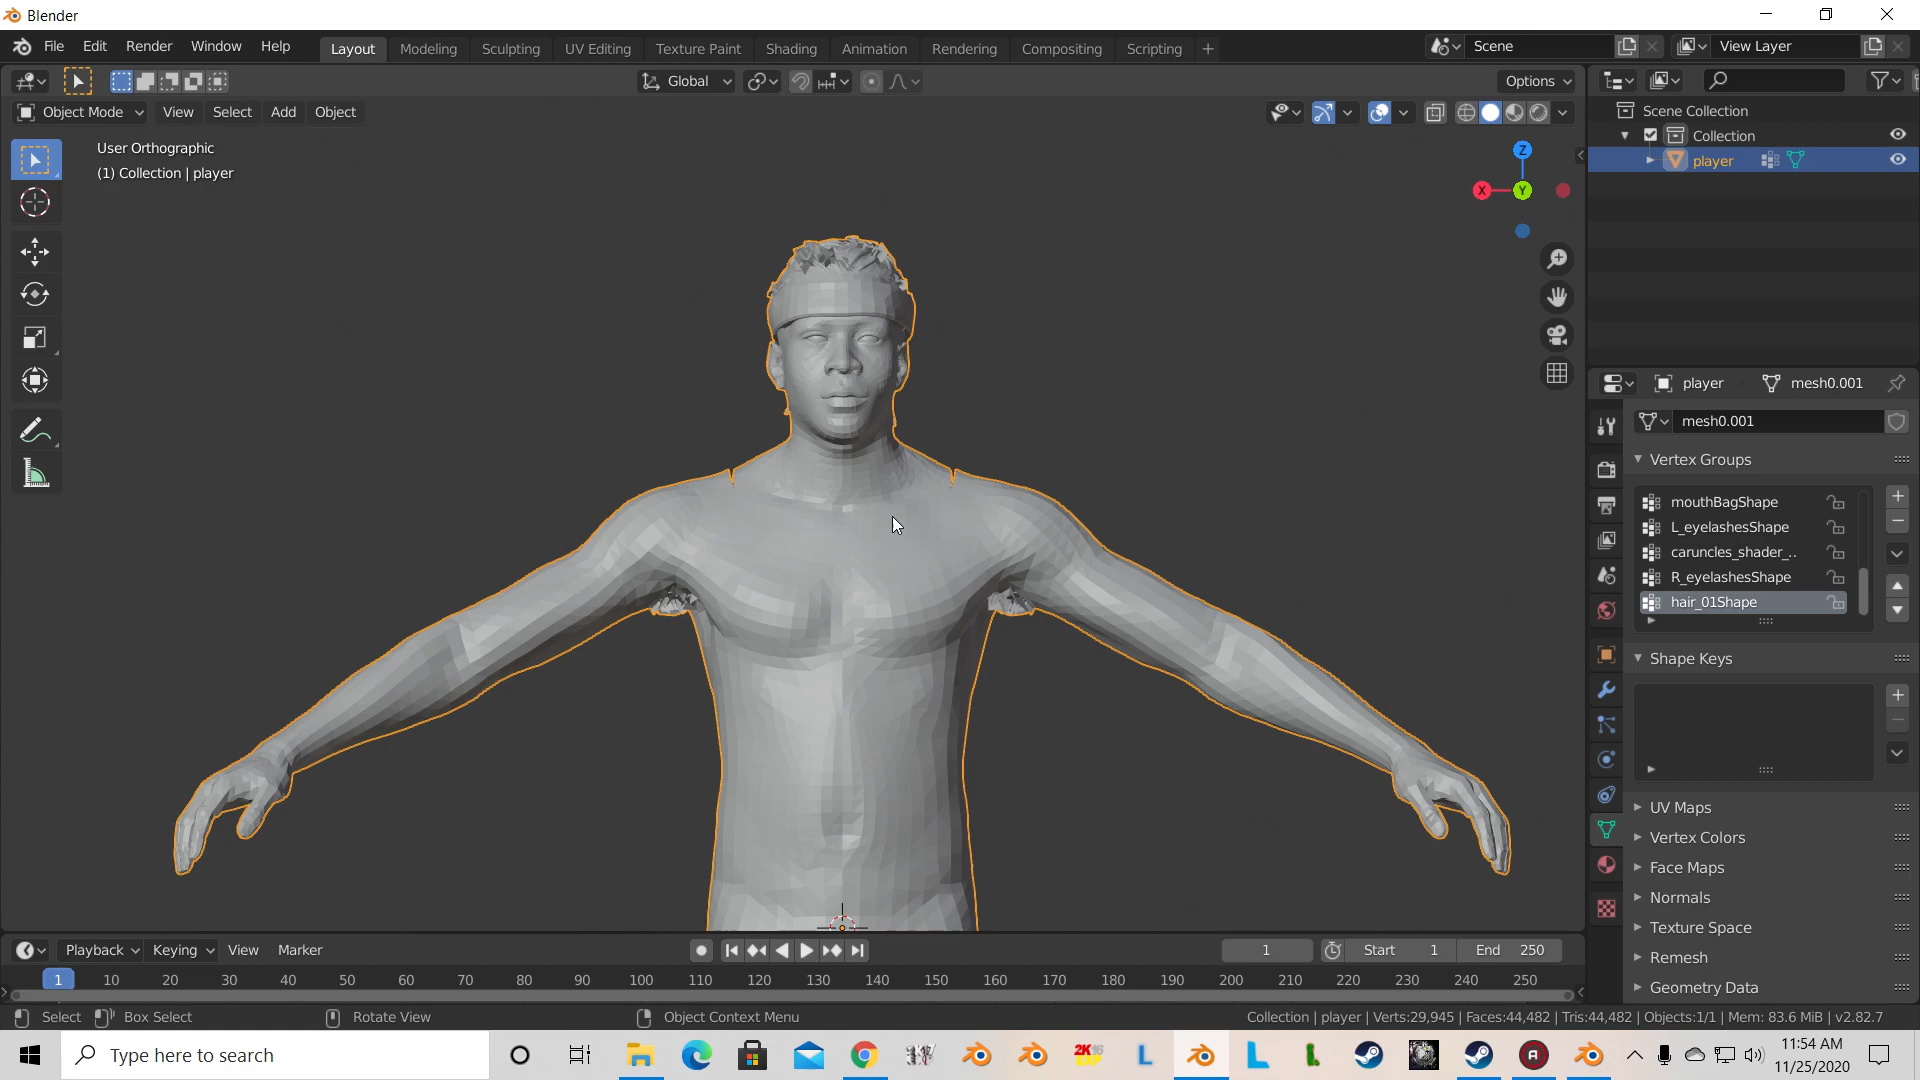 Blender
File Edit Render Window Help Layout Modeling Sculpting UV Editing Texture Paint Shading Animation Rendering Compositing Scripting + Scene View Layer
Global Options
Object Mode View Select Add Object
Scene Collection
Collection
player
User Orthographic
(1) Collection | player
Z
X
Y
player mesh0.001
mesh0.001
Vertex Groups
mouthBagShape
L_eyelashesShape
caruncles_shader_..
R_eyelashesShape
hair_01Shape
Shape Keys
UV Maps
Vertex Colors
Face Maps
Normals
Texture Space
Remesh
Geometry Data
Playback Keying View Marker 1 Start 1 End 250
1 10 20 30 40 50 60 70 80 90 100 110 120 130 140 150 160 170 180 190 200 210 220 230 240 250
Select Box Select Rotate View Object Context Menu Collection | player | Verts:29,945 | Faces:44,482 | Tris:44,482 | Objects:1/1 | Mem: 83.6 MiB | v2.82.7
Type here to search
11:54 AM
11/25/2020